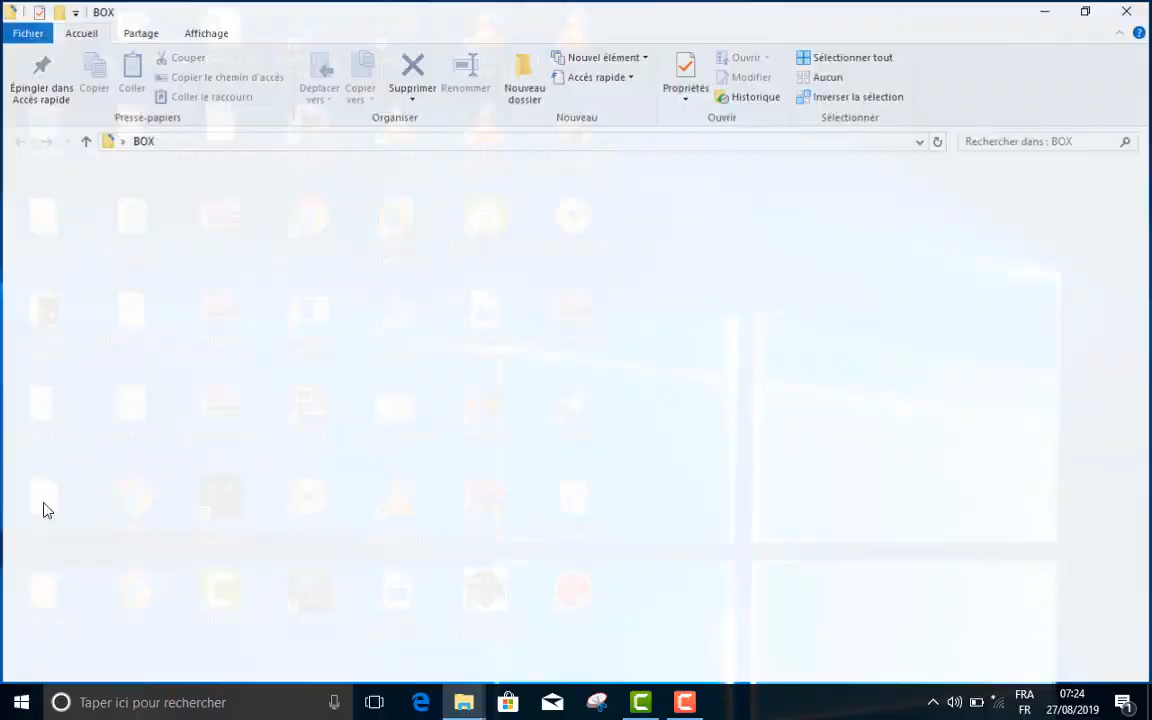 BOX
Fichier Accueil Partage Affichage
Épingler dans Accès rapide
Copier
Coller
Couper
Copier le chemin d'accès
Coller le raccourci
Presse-papiers
Déplacer vers
Copier vers
Supprimer
Renommer
Organiser
Nouveau dossier
Nouvel élément
Accès rapide
Nouveau
Propriétés
Ouvrir
Modifier
Historique
Ouvrir
Sélectionner tout
Aucun
Inverser la sélection
Sélectionner
BOX
Rechercher dans : BOX
Taper ici pour rechercher
FRA
FR
07:24
27/08/2019
1